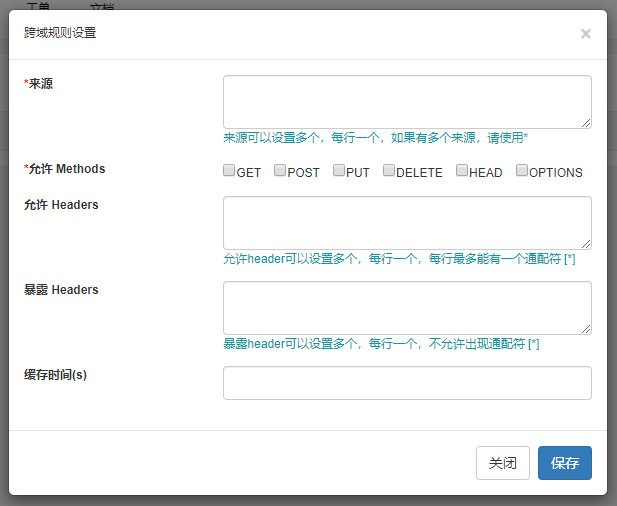 工单 文档
跨域规则设置 ×
*来源
来源可以设置多个，每行一个，如果有多个来源，请使用*
*允许 Methods GET POST PUT DELETE HEAD OPTIONS
允许 Headers
允许header可以设置多个，每行一个，每行最多能有一个通配符 [*]
暴露 Headers
暴露header可以设置多个，每行一个，不允许出现通配符 [*]
缓存时间(s)
关闭 保存